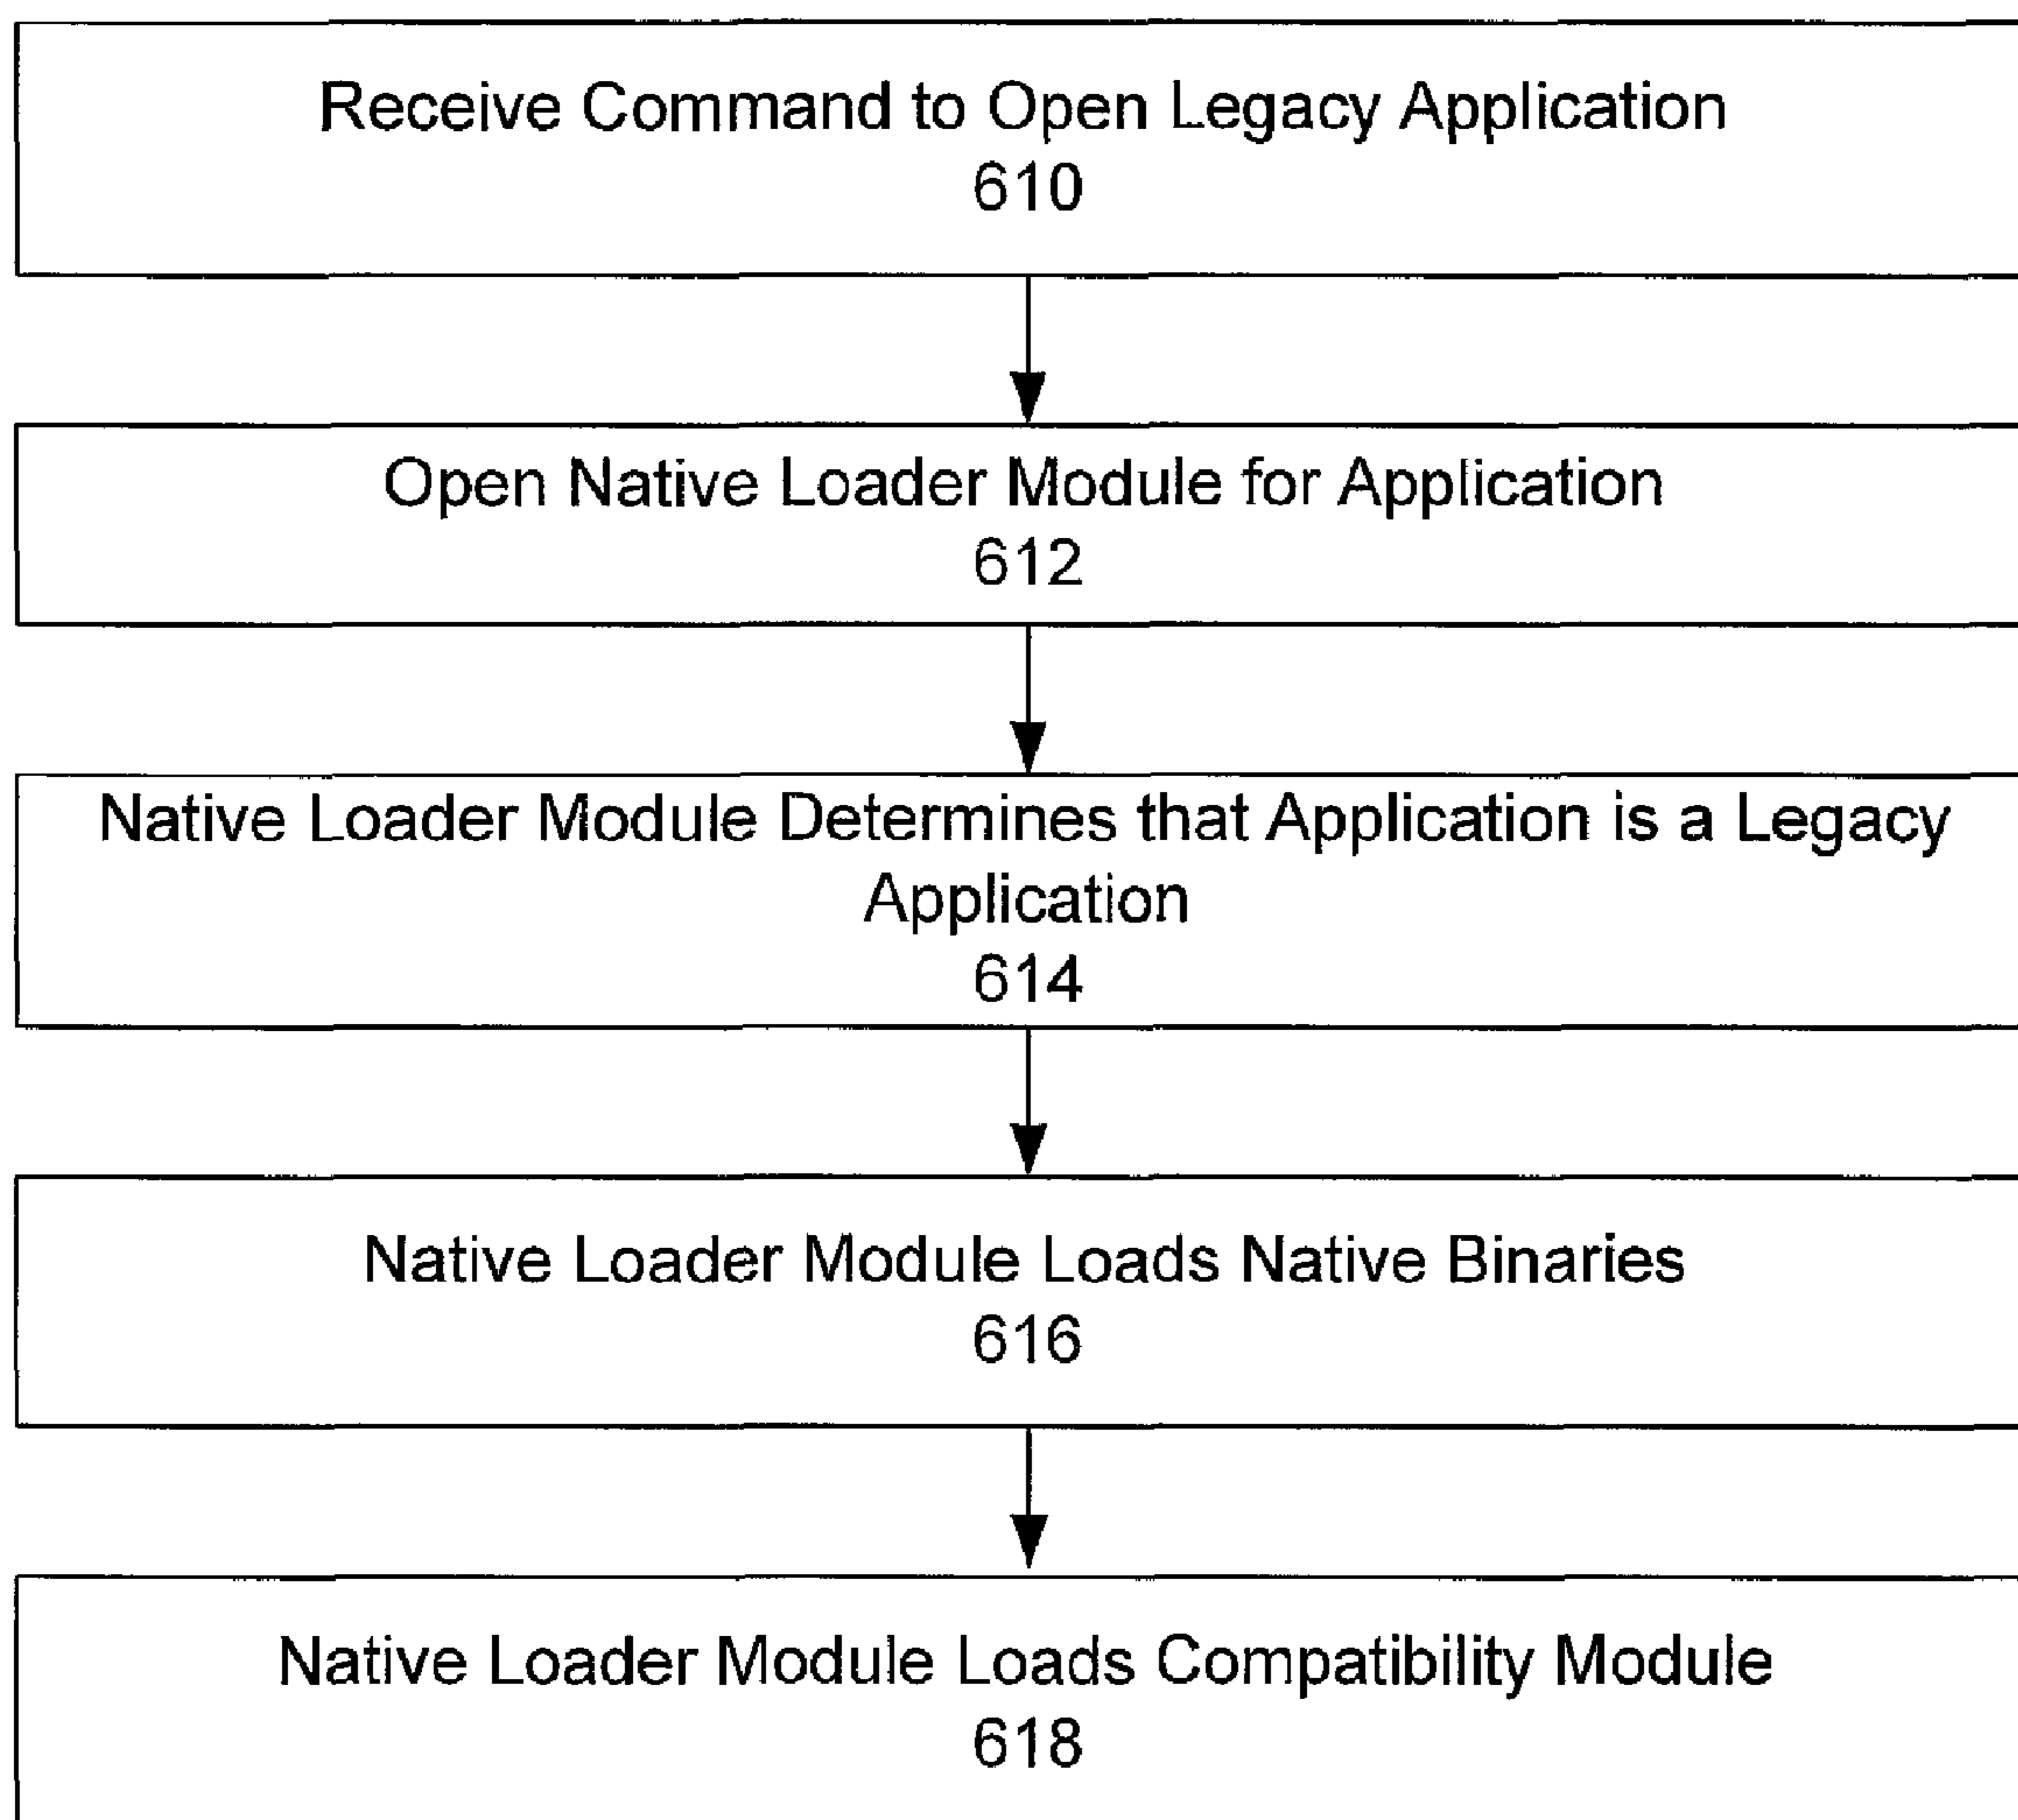 Receive Command to Open Legacy Application
610
Open Native Loader Module for Application
612
Native Loader Module Determines that Application is a Legacy
Application
614
Native Loader Module Loads Native Binaries
616
Native Loader Module Loads Compatibility Module
618